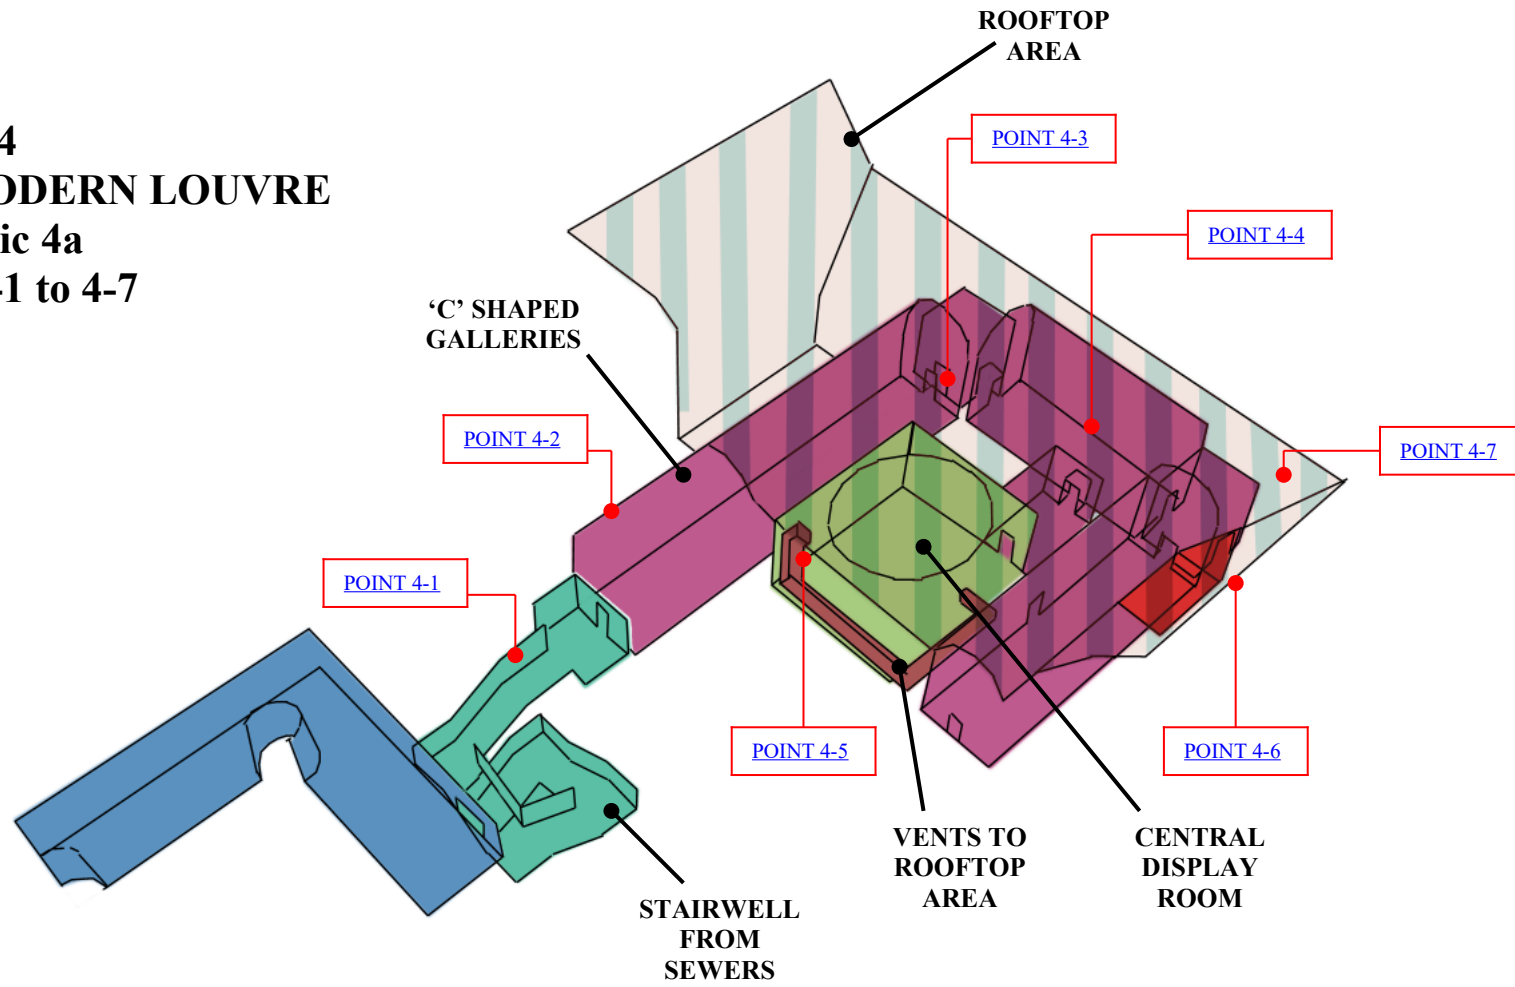 4
ODERN LOUVRE
ic 4a
-1 to 4-7
ROOFTOP
AREA
POINT 4-3
POINT 4-4
‘C’ SHAPED
GALLERIES
POINT 4-2
POINT 4-7
POINT 4-1
POINT 4-5
POINT 4-6
VENTS TO
ROOFTOP
AREA
CENTRAL
DISPLAY
ROOM
STAIRWELL
FROM
SEWERS